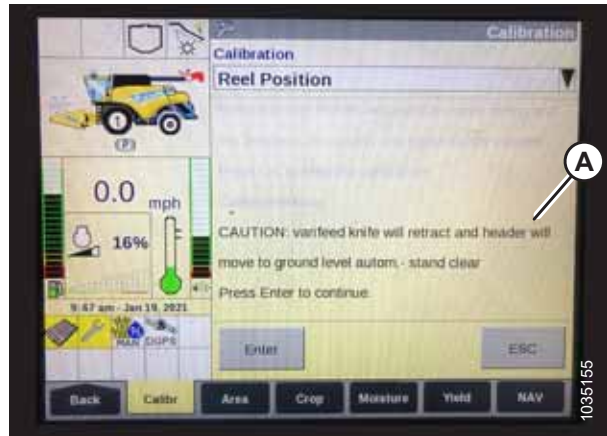 Calibration
Calibration
Reel Position
A
1
(P)
0.0 mph
16%
CAUTION: varifeed knife will retract and header will
move to ground level autom.- stand clear
Press Enter to continue.
9:57 am - Jan 19, 2021
MAN DGPS
Enter
ESC
Back
Calibr
Area
Crop
Moisture
Yield
NAV
1035155